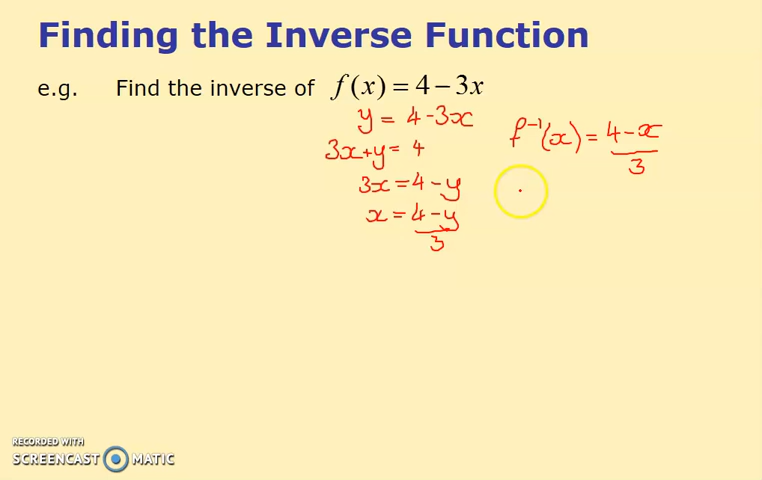 Finding the Inverse Function
e.g. Find the inverse of f(x) = 4 − 3x
y = 4 - 3x
3x + y = 4
3x = 4 - y
x = 4 - y
3
f⁻¹(x) = 4 - x
3
RECORDED WITH
SCREENCAST MATIC